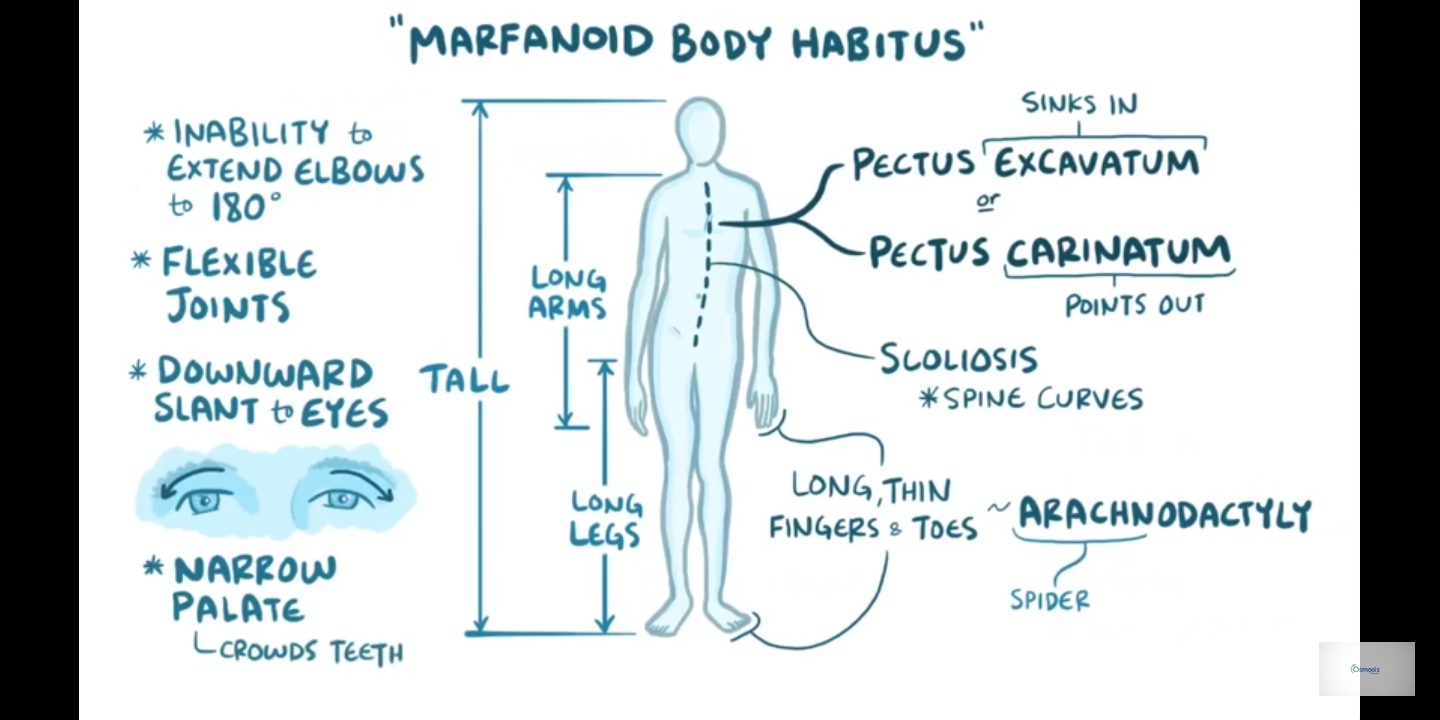 "MARFANOID BODY HABITUS"
* INABILITY to
EXTEND ELBOWS
to 180°
* FLEXIBLE
JOINTS
* DOWNWARD
SLANT to EYES
* NARROW
PALATE
CROWDS TEETH
TALL
LONG
ARMS
LONG
LEGS
SINKS IN
PECTUS EXCAVATUM
or
PECTUS CARINATUM
POINTS OUT
SCOLIOSIS
* SPINE CURVES
LONG, THIN
FINGERS & TOES ~ ARACHNODACTYLY
SPIDER
Osmosis